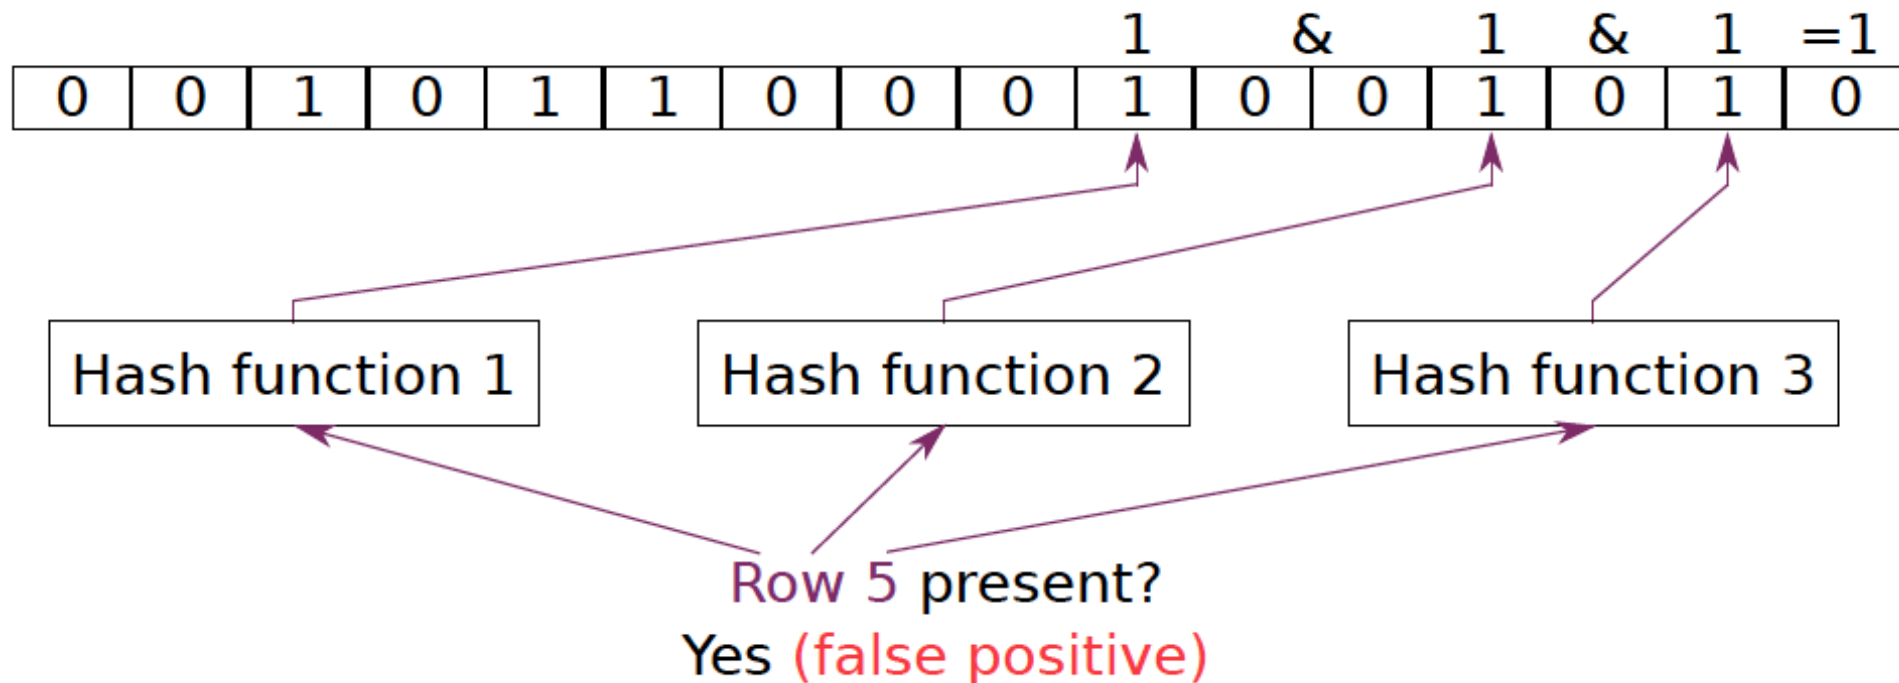 1 & 1 & 1 =1
0 0 1 0 1 1 0 0 0 1 0 0 1 0 1 0
Hash function 1 Hash function 2 Hash function 3
Row 5 present?
Yes (false positive)